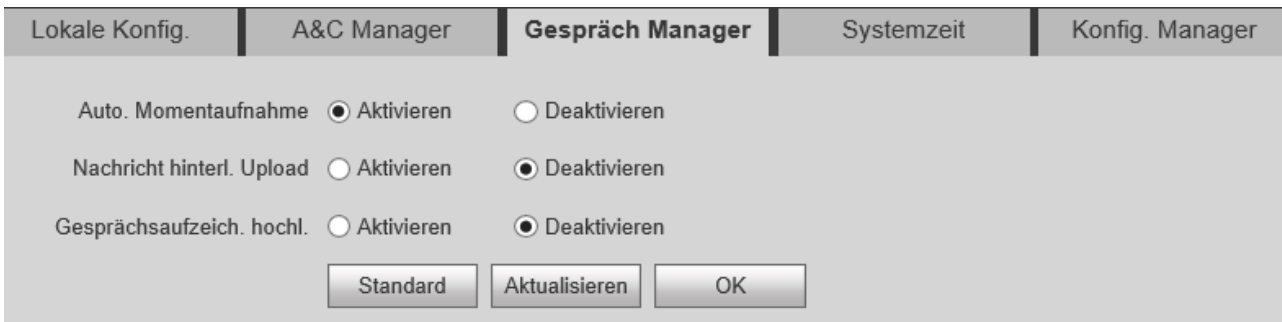 Lokale Konfig. A&C Manager Gespräch Manager Systemzeit Konfig. Manager
Auto. Momentaufnahme Aktivieren Deaktivieren
Nachricht hinterl. Upload Aktivieren Deaktivieren
Gesprächsaufzeich. hochl. Aktivieren Deaktivieren
Standard Aktualisieren OK